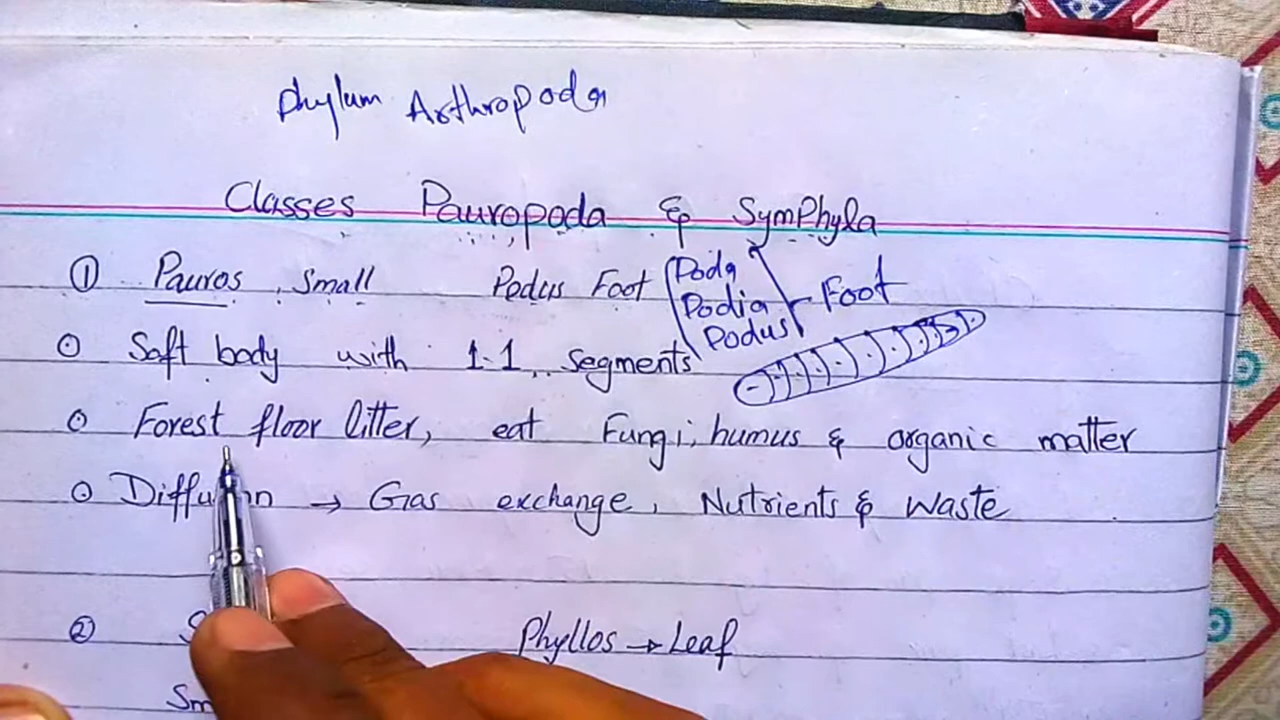 Phylum Arthropoda
Classes Pauropoda & Symphyla
① Pauros, Small Podus Foot Poda Podia Podus Foot
Soft body with 11 segments
Forest floor litter, eat Fungi, humus & organic matter
Diffusion → Gas exchange, Nutrients & Waste
② Phyllos → Leaf